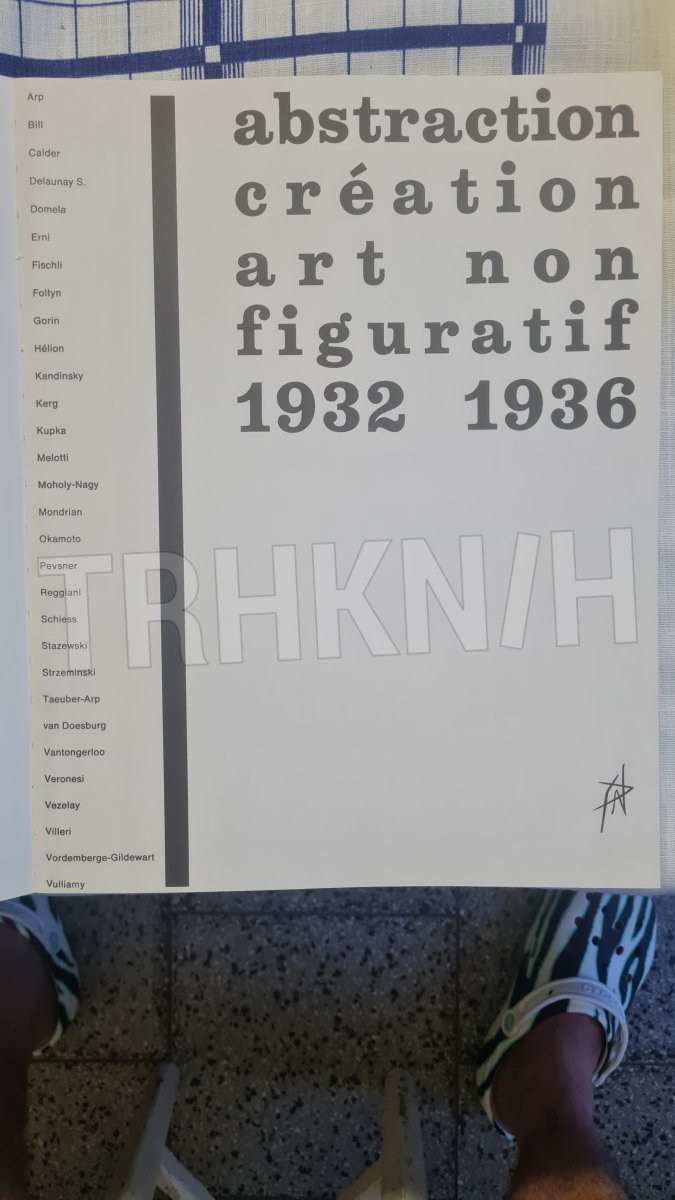 Arp
Bill
Calder
Delaunay S.
Domela
Erni
Fischli
Foltyn
Gorin
Hélion
Kandinsky
Kerg
Kupka
Melotti
Moholy-Nagy
Mondrian
Okamoto
Pevsner
Reggiani
Schiess
Stazewski
Strzeminski
Taeuber-Arp
van Doesburg
Vantongerloo
Veronesi
Vezelay
Villeri
Vordemberge-Gildewart
Vulliamy
abstraction
création
art non
figuratif
1932 1936
TRHKN/H